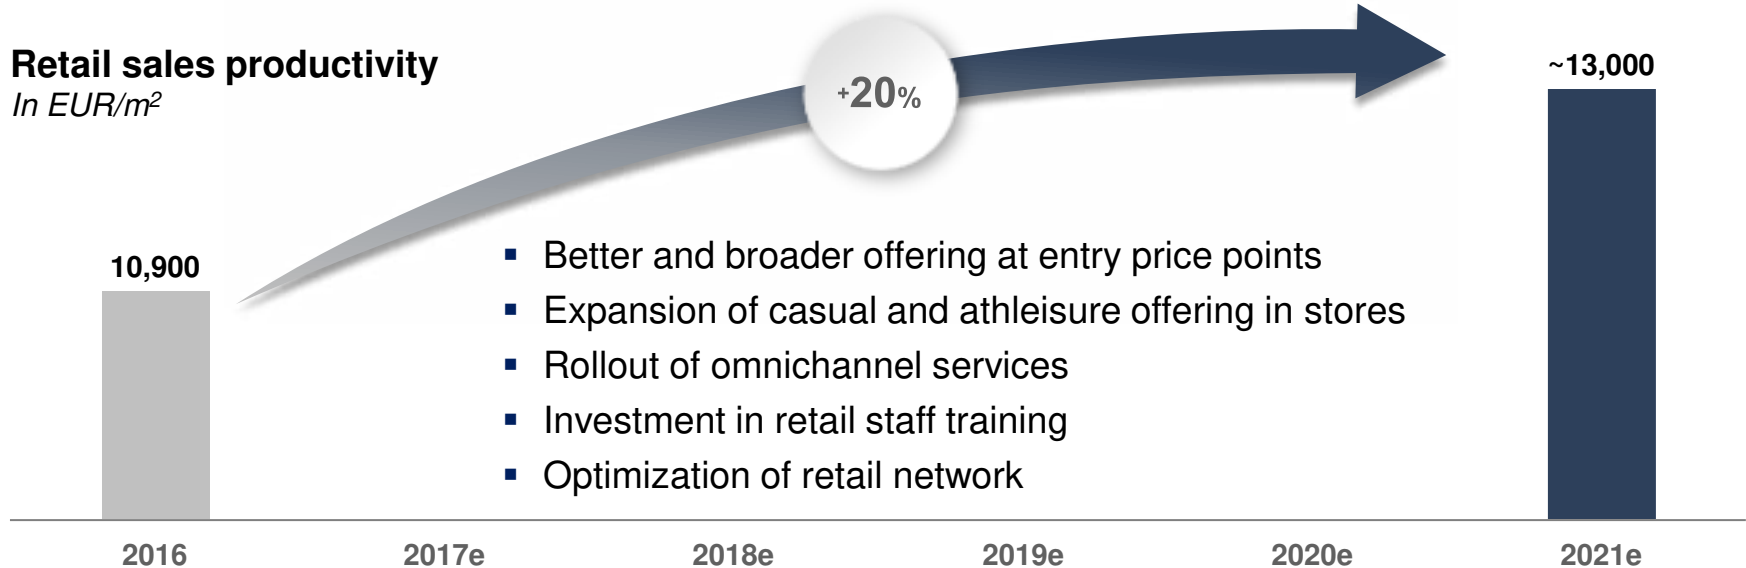 Retail sales productivity
In EUR/m²
+20%
~13,000
10,900
▪ Better and broader offering at entry price points
▪ Expansion of casual and athleisure offering in stores
▪ Rollout of omnichannel services
▪ Investment in retail staff training
▪ Optimization of retail network
2016 2017e 2018e 2019e 2020e 2021e